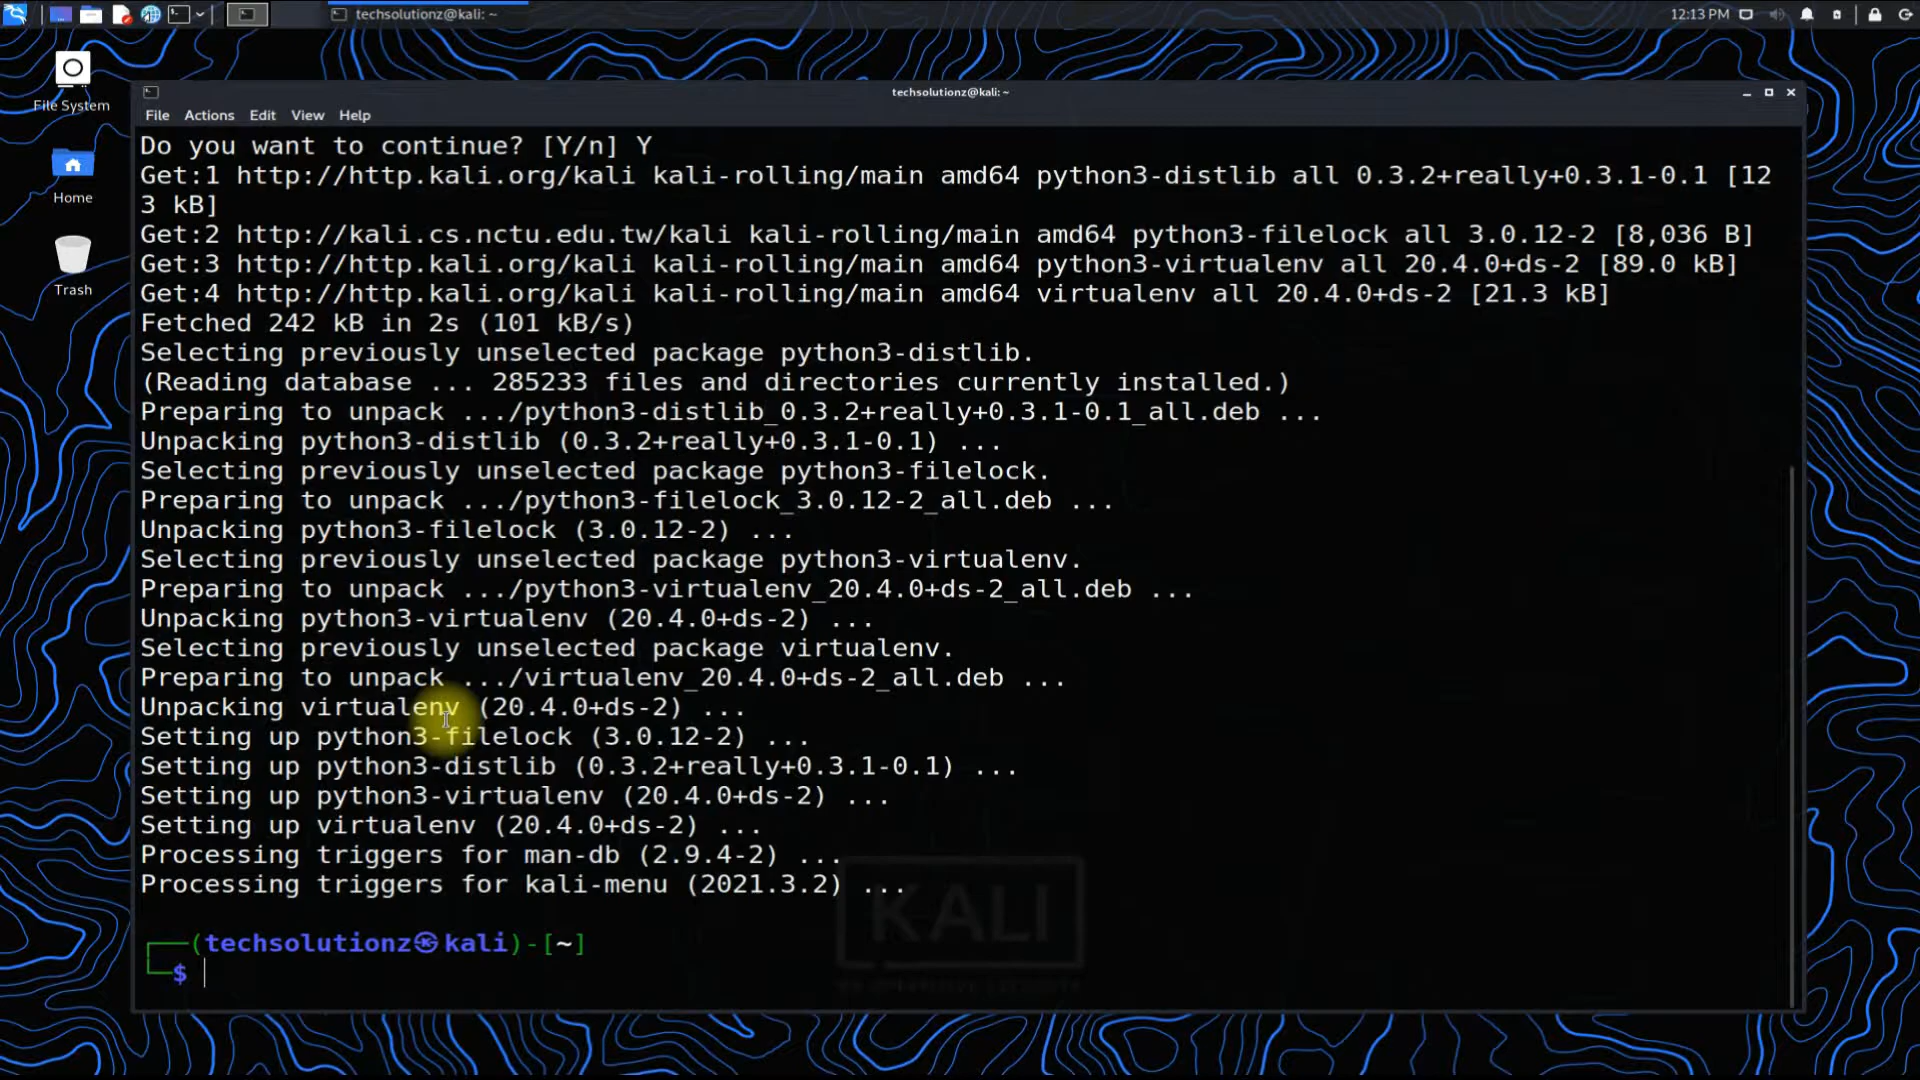 techsolutionz@kali: ~
12:13 PM
File System
Home
Trash
techsolutionz@kali: ~
File Actions Edit View Help
Do you want to continue? [Y/n] Y
Get:1 http://http.kali.org/kali kali-rolling/main amd64 python3-distlib all 0.3.2+really+0.3.1-0.1 [12
3 kB]
Get:2 http://kali.cs.nctu.edu.tw/kali kali-rolling/main amd64 python3-filelock all 3.0.12-2 [8,036 B]
Get:3 http://http.kali.org/kali kali-rolling/main amd64 python3-virtualenv all 20.4.0+ds-2 [89.0 kB]
Get:4 http://http.kali.org/kali kali-rolling/main amd64 virtualenv all 20.4.0+ds-2 [21.3 kB]
Fetched 242 kB in 2s (101 kB/s)
Selecting previously unselected package python3-distlib.
(Reading database ... 285233 files and directories currently installed.)
Preparing to unpack .../python3-distlib_0.3.2+really+0.3.1-0.1_all.deb ...
Unpacking python3-distlib (0.3.2+really+0.3.1-0.1) ...
Selecting previously unselected package python3-filelock.
Preparing to unpack .../python3-filelock_3.0.12-2_all.deb ...
Unpacking python3-filelock (3.0.12-2) ...
Selecting previously unselected package python3-virtualenv.
Preparing to unpack .../python3-virtualenv_20.4.0+ds-2_all.deb ...
Unpacking python3-virtualenv (20.4.0+ds-2) ...
Selecting previously unselected package virtualenv.
Preparing to unpack .../virtualenv_20.4.0+ds-2_all.deb ...
Unpacking virtualenv (20.4.0+ds-2) ...
Setting up python3-filelock (3.0.12-2) ...
Setting up python3-distlib (0.3.2+really+0.3.1-0.1) ...
Setting up python3-virtualenv (20.4.0+ds-2) ...
Setting up virtualenv (20.4.0+ds-2) ...
Processing triggers for man-db (2.9.4-2) ...
Processing triggers for kali-menu (2021.3.2) ...
KALI
┌──(techsolutionz㉿kali)-[~]
└─$